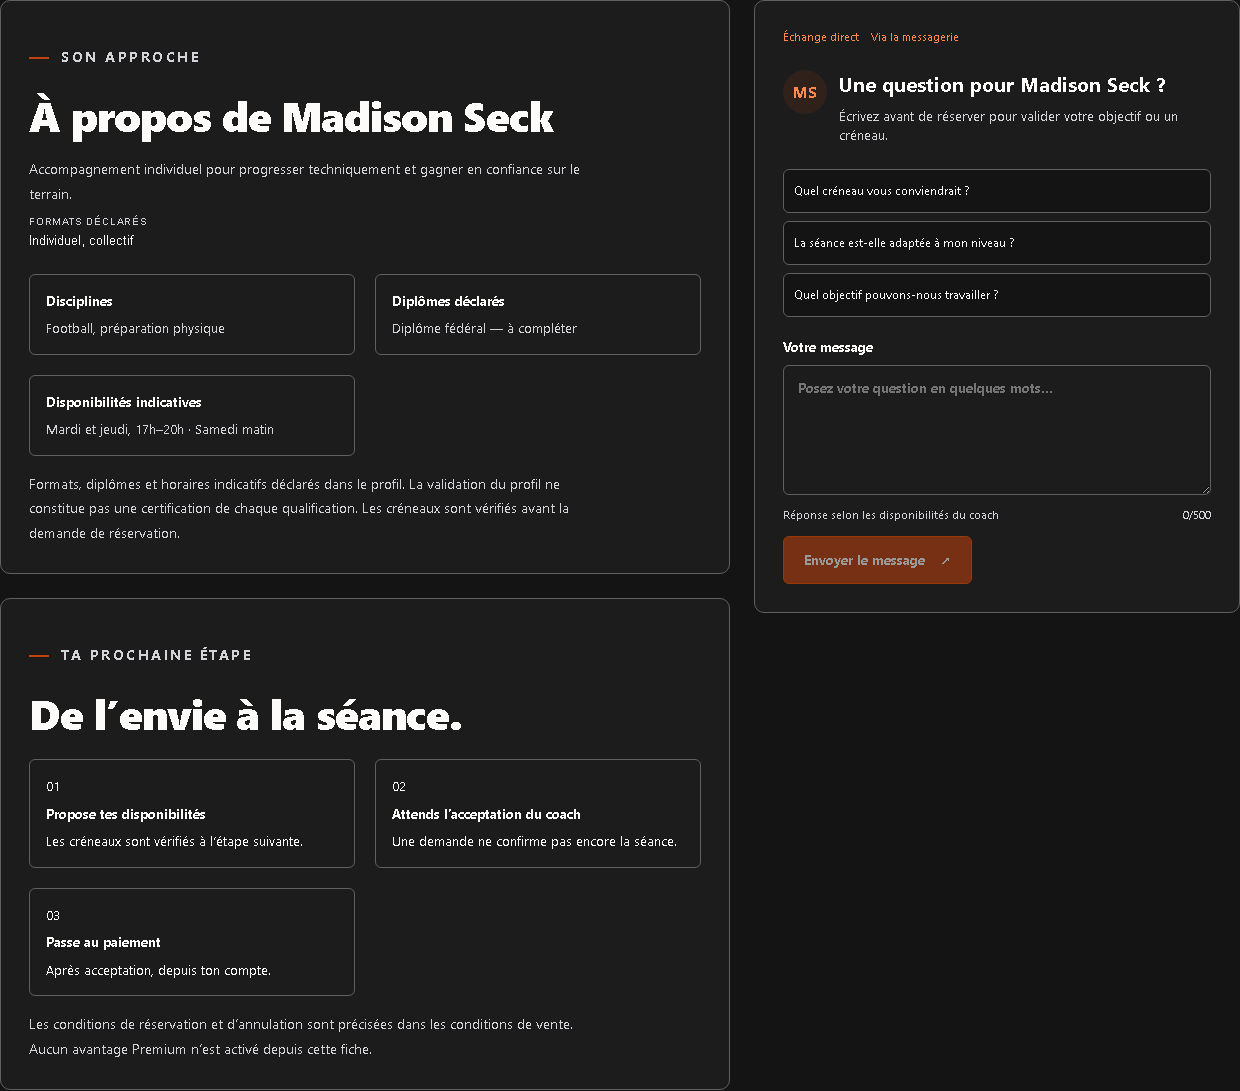 SON APPROCHE
À propos de Madison Seck
Accompagnement individuel pour progresser techniquement et gagner en confiance sur le
terrain.
FORMATS DÉCLARÉS
Individuel, collectif
Disciplines
Football, préparation physique
Diplômes déclarés
Diplôme fédéral — à compléter
Disponibilités indicatives
Mardi et jeudi, 17h–20h · Samedi matin
Formats, diplômes et horaires indicatifs déclarés dans le profil. La validation du profil ne
constitue pas une certification de chaque qualification. Les créneaux sont vérifiés avant la
demande de réservation.
TA PROCHAINE ÉTAPE
De l’envie à la séance.
01
Propose tes disponibilités
Les créneaux sont vérifiés à l’étape suivante.
02
Attends l’acceptation du coach
Une demande ne confirme pas encore la séance.
03
Passe au paiement
Après acceptation, depuis ton compte.
Les conditions de réservation et d’annulation sont précisées dans les conditions de vente.
Aucun avantage Premium n’est activé depuis cette fiche.
Échange direct Via la messagerie
MS
Une question pour Madison Seck ?
Écrivez avant de réserver pour valider votre objectif ou un
créneau.
Quel créneau vous conviendrait ?
La séance est-elle adaptée à mon niveau ?
Quel objectif pouvons-nous travailler ?
Votre message
Posez votre question en quelques mots...
Réponse selon les disponibilités du coach
0/500
Envoyer le message ↗